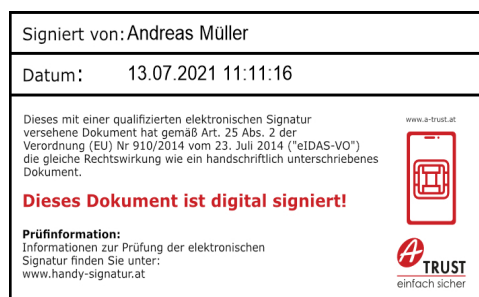 Signiert von: Andreas Müller
Datum: 13.07.2021 11:11:16
Dieses mit einer qualifizierten elektronischen Signatur
versehene Dokument hat gemäß Art. 25 Abs. 2 der
Verordnung (EU) Nr 910/2014 vom 23. Juli 2014 ("eIDAS-VO")
die gleiche Rechtswirkung wie ein handschriftlich unterschriebenes
Dokument.
Dieses Dokument ist digital signiert!
Prüfinformation:
Informationen zur Prüfung der elektronischen
Signatur finden Sie unter:
www.handy-signatur.at
www.a-trust.at
A TRUST
einfach sicher